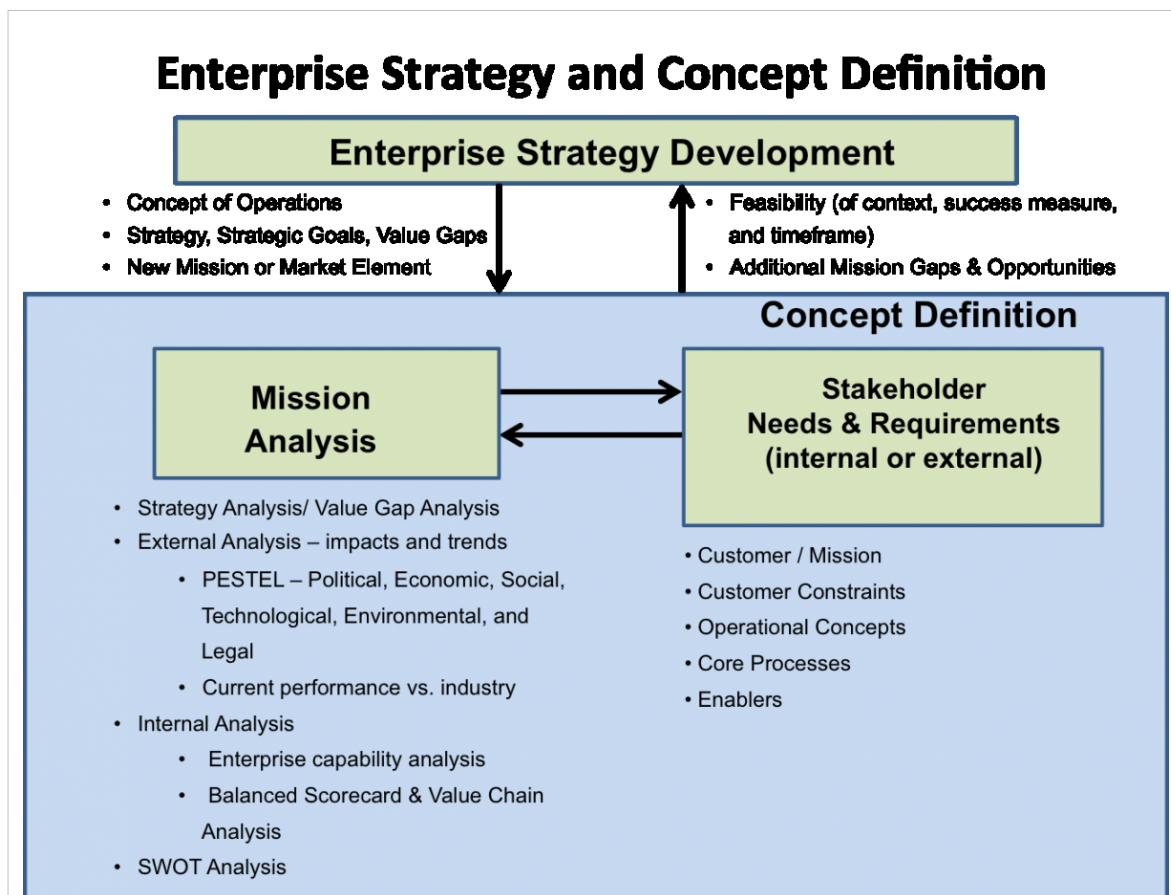 Enterprise Strategy and Concept Definition
Enterprise Strategy Development
• Concept of Operations
• Strategy, Strategic Goals, Value Gaps
• New Mission or Market Element
• Feasibility (of context, success measure,
and timeframe)
• Additional Mission Gaps & Opportunities
Concept Definition
Mission
Analysis
• Strategy Analysis/ Value Gap Analysis
• External Analysis – impacts and trends
• PESTEL – Political, Economic, Social,
Technological, Environmental, and
Legal
• Current performance vs. industry
• Internal Analysis
• Enterprise capability analysis
• Balanced Scorecard & Value Chain
Analysis
• SWOT Analysis
Stakeholder
Needs & Requirements
(internal or external)
• Customer / Mission
• Customer Constraints
• Operational Concepts
• Core Processes
• Enablers